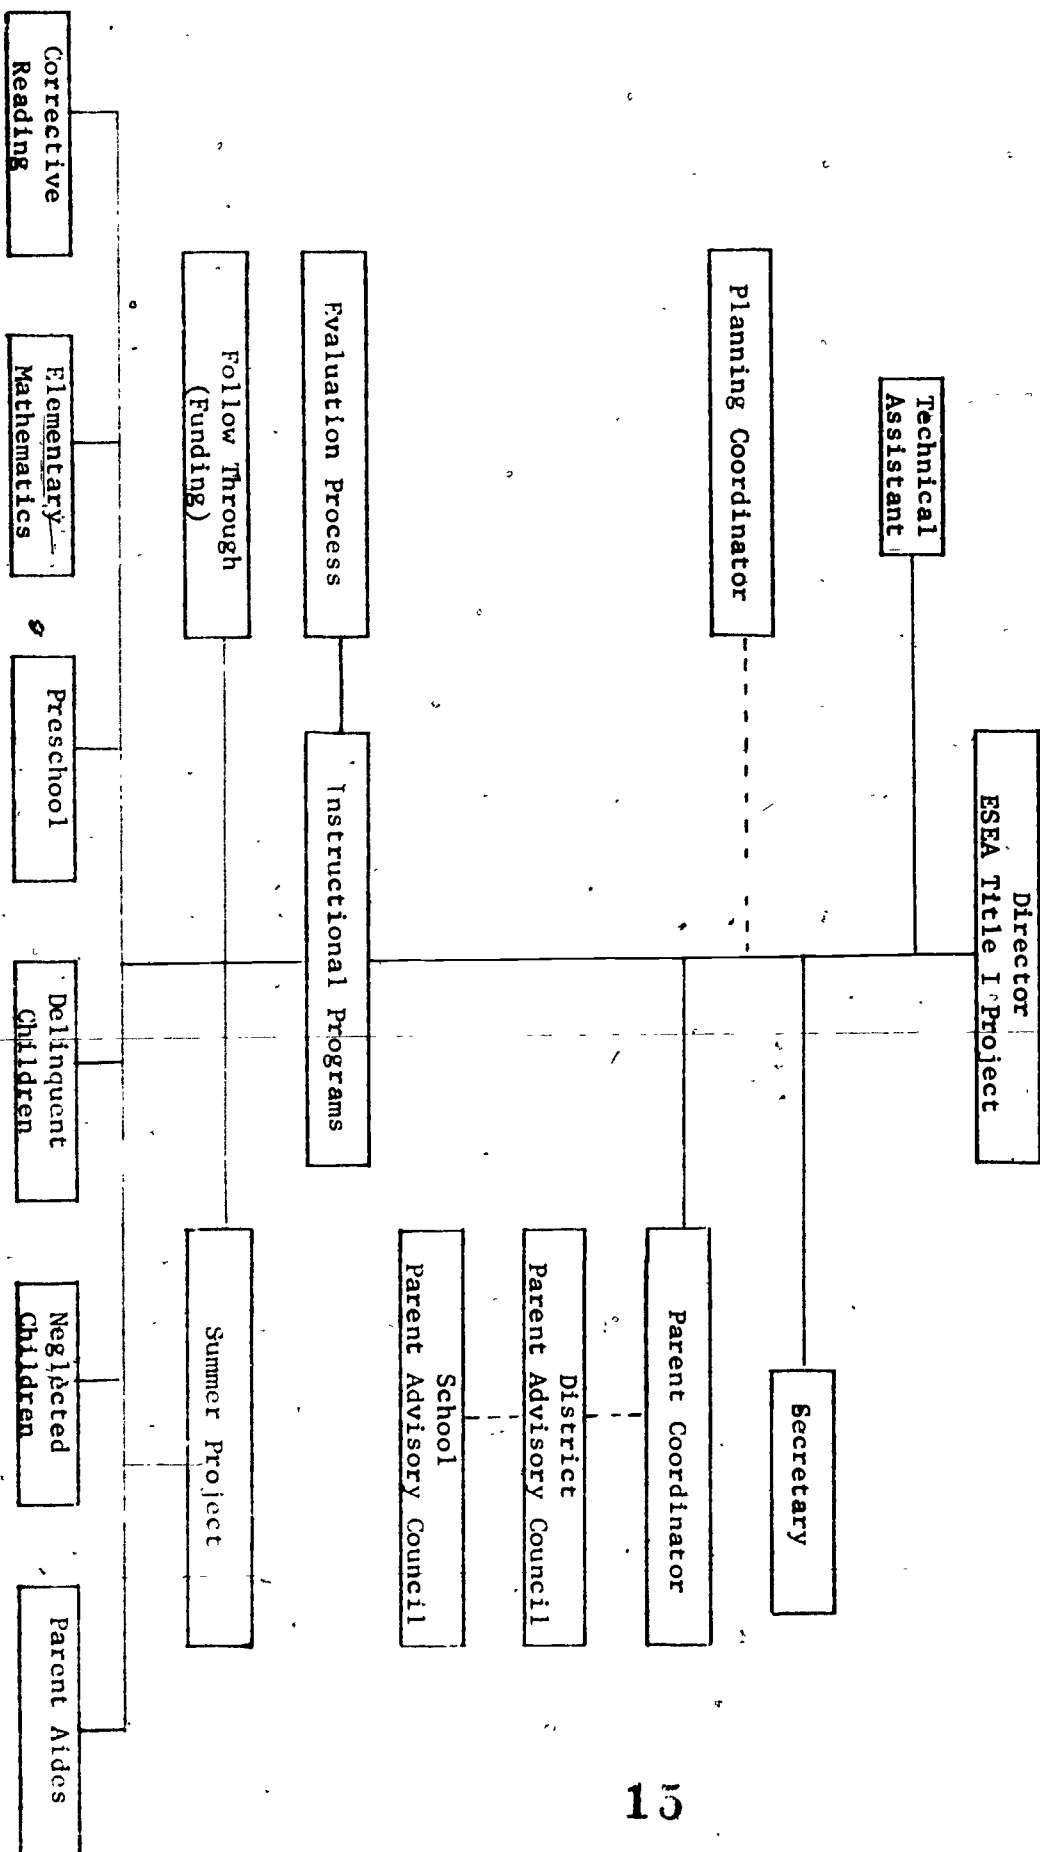 Director
ESEA Title I Project
Technical
Assistant
Secretary
Planning Coordinator
Parent Coordinator
District
Parent Advisory Council
School
Parent Advisory Council
Evaluation Process
Instructional Programs
Follow Through
(Funding)
Summer Project
Corrective
Reading
Elementary
Mathematics
Preschool
Delinquent
Children
Neglected
Children
Parent Aides
15